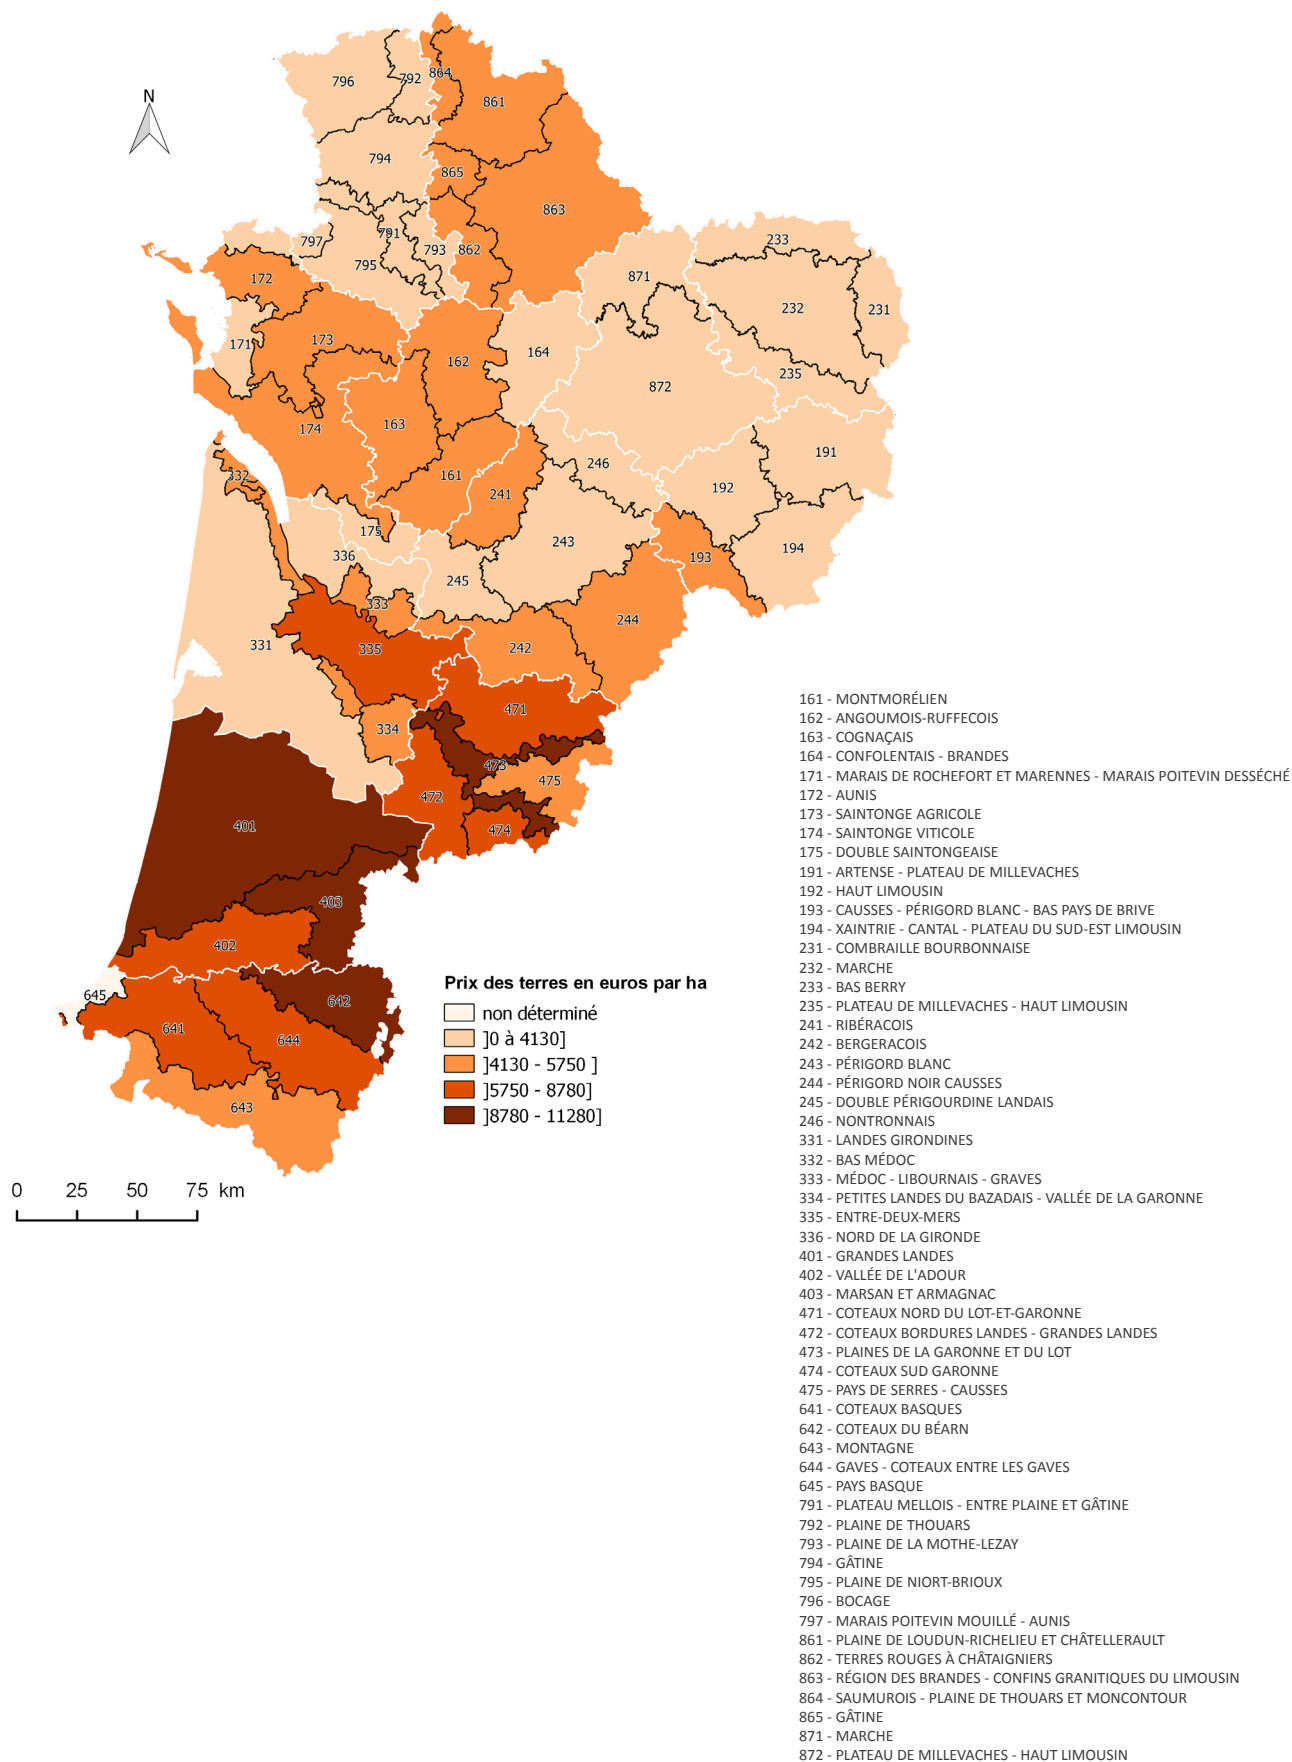 796
792
864
861
N
794
865
863
797
791
793
862
795
233
172
871
232
231
171
173
164
162
235
872
163
174
191
246
332
161
241
192
175
243
194
336
193
245
333
244
331
335
242
471
334
473
475
472
401
474
403
402
645
642
641
644
643
Prix des terres en euros par ha
non déterminé
]0 à 4130]
]4130 - 5750 ]
]5750 - 8780]
]8780 - 11280]
0 25 50 75 km
161 - MONTMORÉLIEN
162 - ANGOUMOIS-RUFFECOIS
163 - COGNAÇAIS
164 - CONFOLENTAIS - BRANDES
171 - MARAIS DE ROCHEFORT ET MARENNES - MARAIS POITEVIN DESSÉCHÉ
172 - AUNIS
173 - SAINTONGE AGRICOLE
174 - SAINTONGE VITICOLE
175 - DOUBLE SAINTONGEAISE
191 - ARTENSE - PLATEAU DE MILLEVACHES
192 - HAUT LIMOUSIN
193 - CAUSSES - PÉRIGORD BLANC - BAS PAYS DE BRIVE
194 - XAINTRIE - CANTAL - PLATEAU DU SUD-EST LIMOUSIN
231 - COMBRAILLE BOURBONNAISE
232 - MARCHE
233 - BAS BERRY
235 - PLATEAU DE MILLEVACHES - HAUT LIMOUSIN
241 - RIBÉRACOIS
242 - BERGERACOIS
243 - PÉRIGORD BLANC
244 - PÉRIGORD NOIR CAUSSES
245 - DOUBLE PÉRIGOURDINE LANDAIS
246 - NONTRONNAIS
331 - LANDES GIRONDINES
332 - BAS MÉDOC
333 - MÉDOC - LIBOURNAIS - GRAVES
334 - PETITES LANDES DU BAZADAIS - VALLÉE DE LA GARONNE
335 - ENTRE-DEUX-MERS
336 - NORD DE LA GIRONDE
401 - GRANDES LANDES
402 - VALLÉE DE L'ADOUR
403 - MARSAN ET ARMAGNAC
471 - COTEAUX NORD DU LOT-ET-GARONNE
472 - COTEAUX BORDURES LANDES - GRANDES LANDES
473 - PLAINES DE LA GARONNE ET DU LOT
474 - COTEAUX SUD GARONNE
475 - PAYS DE SERRES - CAUSSES
641 - COTEAUX BASQUES
642 - COTEAUX DU BÉARN
643 - MONTAGNE
644 - GAVES - COTEAUX ENTRE LES GAVES
645 - PAYS BASQUE
791 - PLATEAU MELLOIS - ENTRE PLAINE ET GÂTINE
792 - PLAINE DE THOUARS
793 - PLAINE DE LA MOTHE-LEZAY
794 - GÂTINE
795 - PLAINE DE NIORT-BRIOUX
796 - BOCAGE
797 - MARAIS POITEVIN MOUILLÉ - AUNIS
861 - PLAINE DE LOUDUN-RICHELIEU ET CHÂTELLERAULT
862 - TERRES ROUGES À CHÂTAIGNIERS
863 - RÉGION DES BRANDES - CONFINS GRANITIQUES DU LIMOUSIN
864 - SAUMUROIS - PLAINE DE THOUARS ET MONCONTOUR
865 - GÂTINE
871 - MARCHE
872 - PLATEAU DE MILLEVACHES - HAUT LIMOUSIN